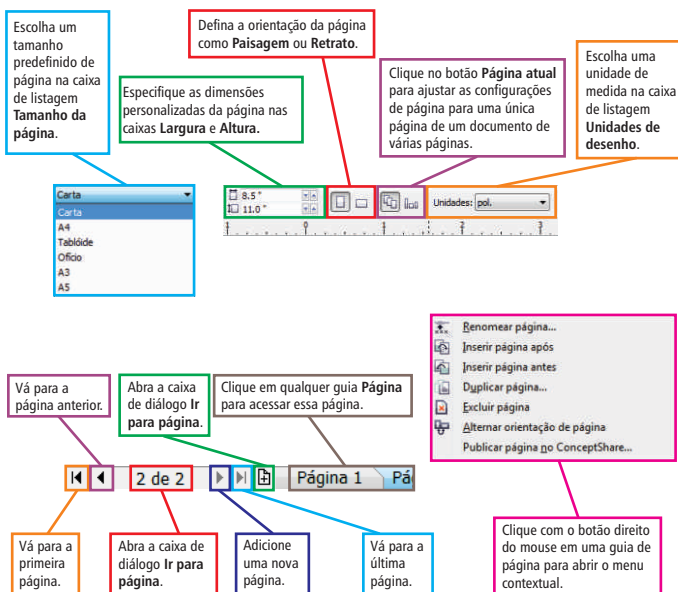 Escolha um
tamanho
predefinido de
página na caixa
de listagem
Tamanho da
página.
Especifique as dimensões
personalizadas da página nas
caixas Largura e Altura.
Defina a orientação da página
como Paisagem ou Retrato.
Clique no botão Página atual
para ajustar as configurações
de página para uma única
página de um documento de
várias páginas.
Escolha uma
unidade de
medida na caixa
de listagem
Unidades de
desenho.
Carta
Carta
A4
Tablóide
Ofício
A3
A5
8.5 "
11.0 "
Unidades: pol.
1 0 1 2 3
Vá para a
página anterior.
Abra a caixa
de diálogo Ir
para página.
Clique em qualquer guia Página
para acessar essa página.
2 de 2
Página 1
Pá
Vá para a
primeira
página.
Abra a caixa de
diálogo Ir para
página.
Adicione
uma nova
página.
Vá para a
última
página.
Renomear página...
Inserir página após
Inserir página antes
Duplicar página...
Excluir página
Alternar orientação de página
Publicar página no ConceptShare...
Clique com o botão direito
do mouse em uma guia de
página para abrir o menu
contextual.